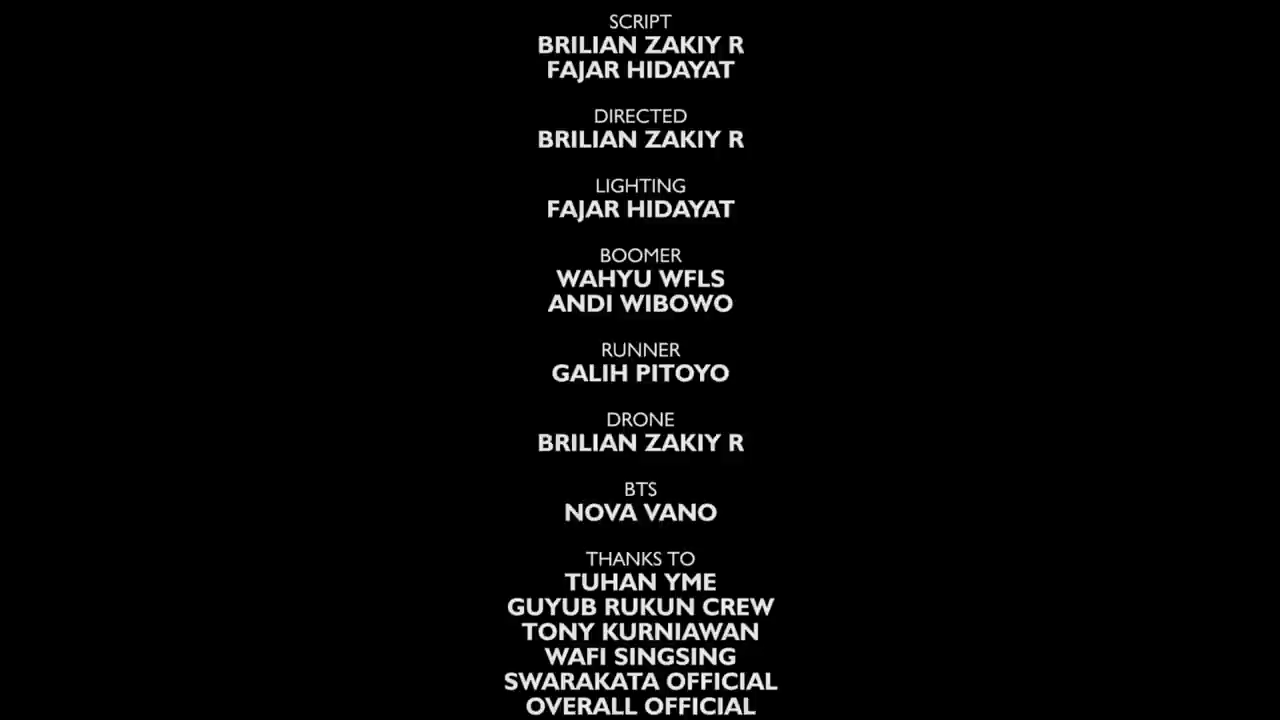 SCRIPT
BRILIAN ZAKIY R
FAJAR HIDAYAT
DIRECTED
BRILIAN ZAKIY R
LIGHTING
FAJAR HIDAYAT
BOOMER
WAHYU WFLS
ANDI WIBOWO
RUNNER
GALIH PITOYO
DRONE
BRILIAN ZAKIY R
BTS
NOVA VANO
THANKS TO
TUHAN YME
GUYUB RUKUN CREW
TONY KURNIAWAN
WAFI SINGSING
SWARAKATA OFFICIAL
OVERALL OFFICIAL